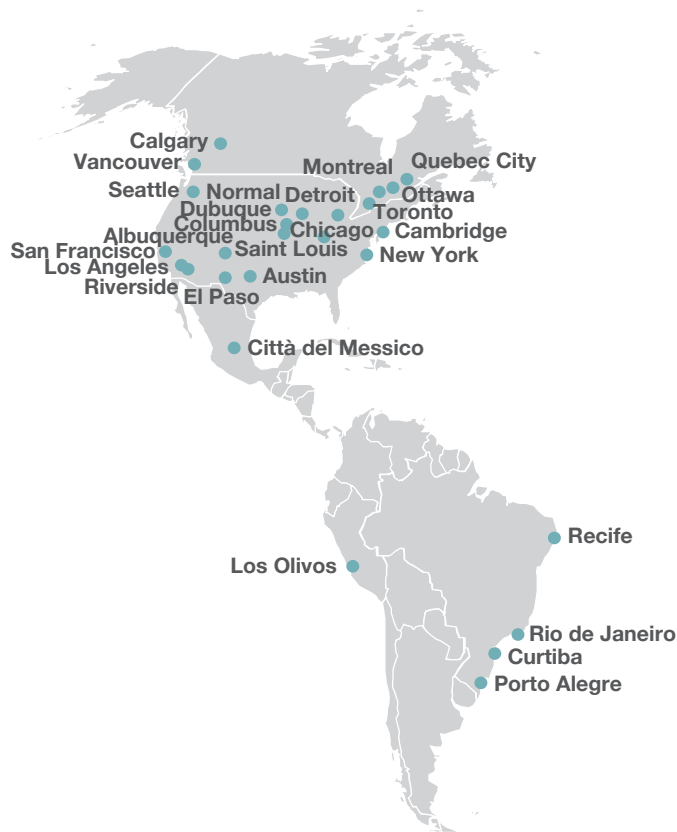 Calgary
Vancouver
Montreal
Quebec City
Seattle
Normal
Detroit
Ottawa
Dubuque
Toronto
Columbus
Chicago
Cambridge
Albuquerque
San Francisco
Saint Louis
New York
Los Angeles
Austin
Riverside
El Paso
Città del Messico
Recife
Los Olivos
Rio de Janeiro
Curtiba
Porto Alegre